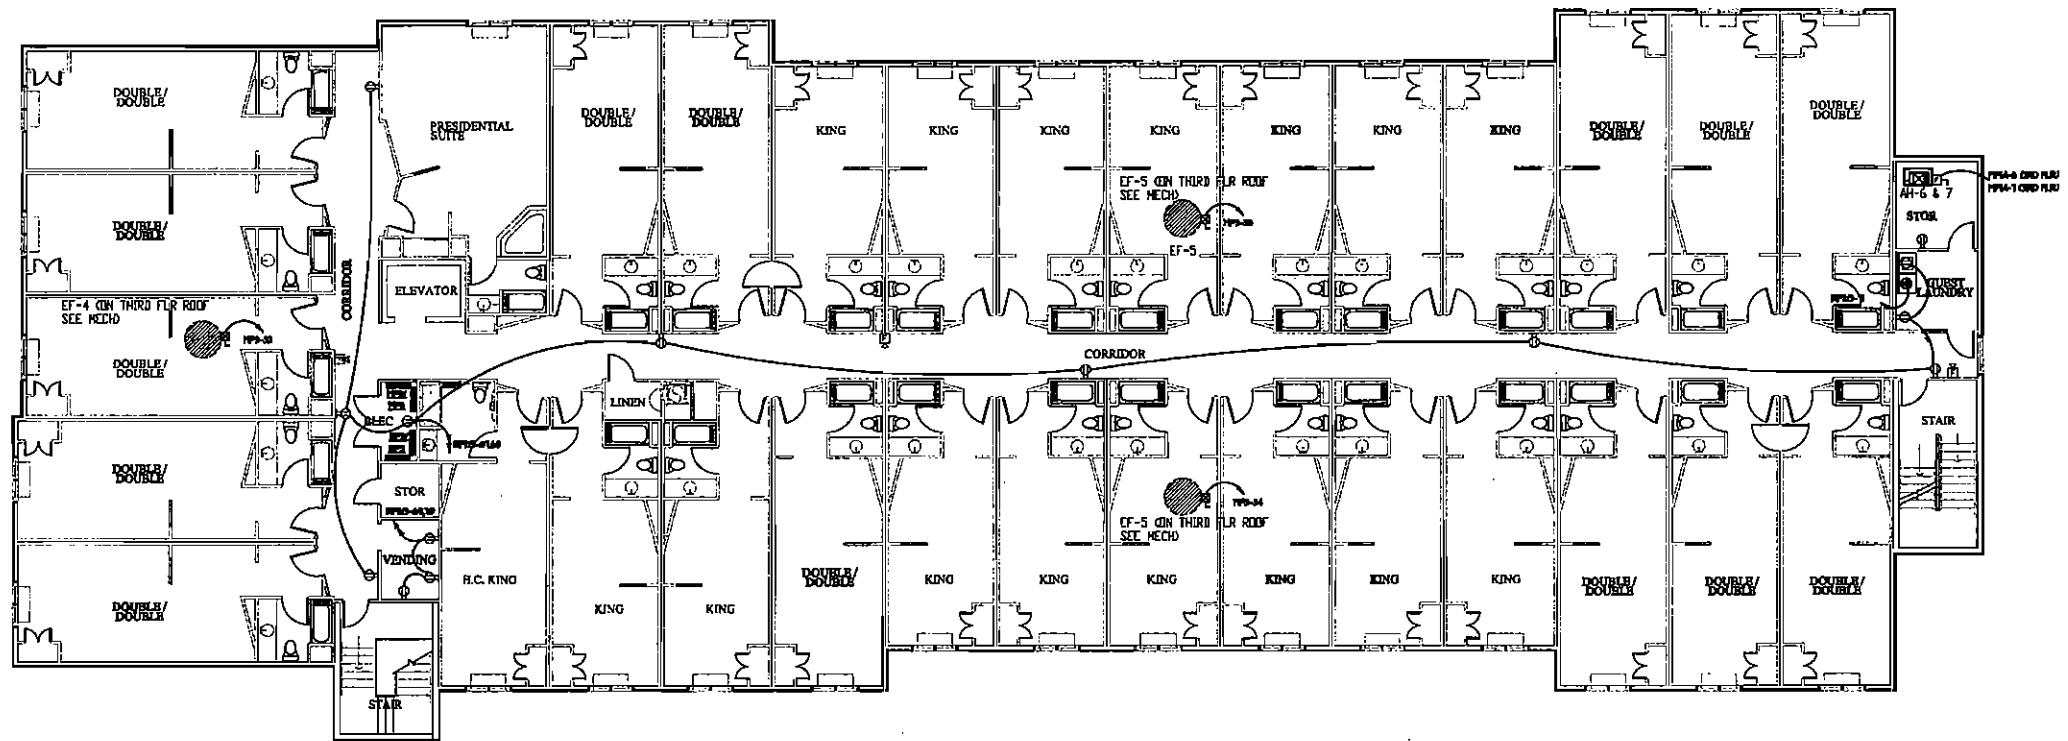 DOUBLE/
DOUBLE
PRESIDENTIAL
SUITE
DOUBLE/
DOUBLE
DOUBLE/
DOUBLE
KING
KING
KING
KING
KING
KING
KING
DOUBLE/
DOUBLE
DOUBLE/
DOUBLE
DOUBLE/
DOUBLE
EF-5 (ON THIRD FLR ROOF
SEE MECH)
EF-5
AH-6 & 7
STOR
DOUBLE/
DOUBLE
CORRIDOR
ELEVATOR
GUEST
LAUNDRY
EF-4 (ON THIRD FLR ROOF
SEE MECH)
DOUBLE/
DOUBLE
CORRIDOR
LINEN
ELEC
STAIR
DOUBLE/
DOUBLE
STOR
EF-5 (ON THIRD FLR ROOF
SEE MECH)
VENDING
H.C. KING
KING
KING
DOUBLE/
DOUBLE
KING
KING
KING
KING
KING
KING
DOUBLE/
DOUBLE
DOUBLE/
DOUBLE
DOUBLE/
DOUBLE
DOUBLE/
DOUBLE
STAIR